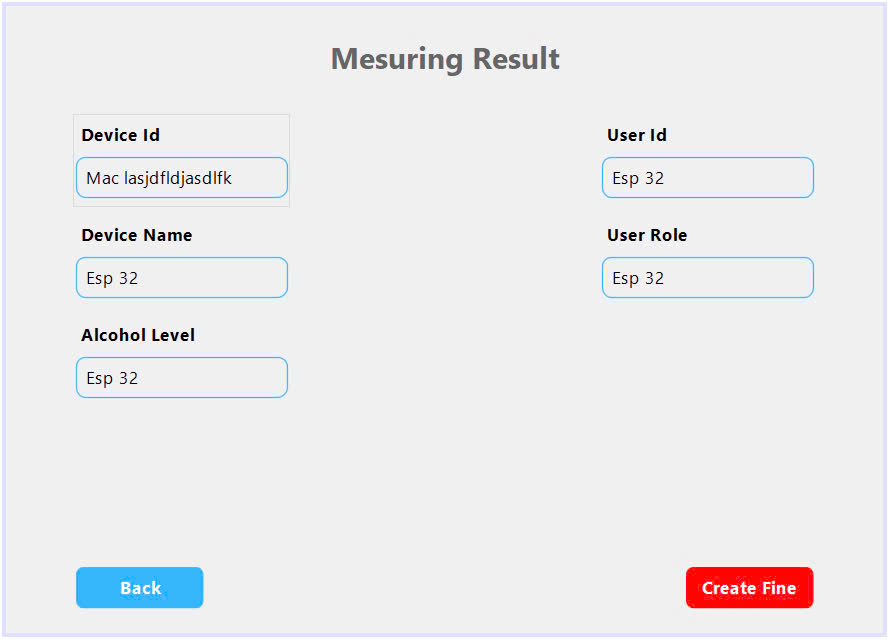 Mesuring Result
Device Id
Mac lasjdfldjasdlfk
Device Name
Esp 32
Alcohol Level
Esp 32
User Id
Esp 32
User Role
Esp 32
Back
Create Fine